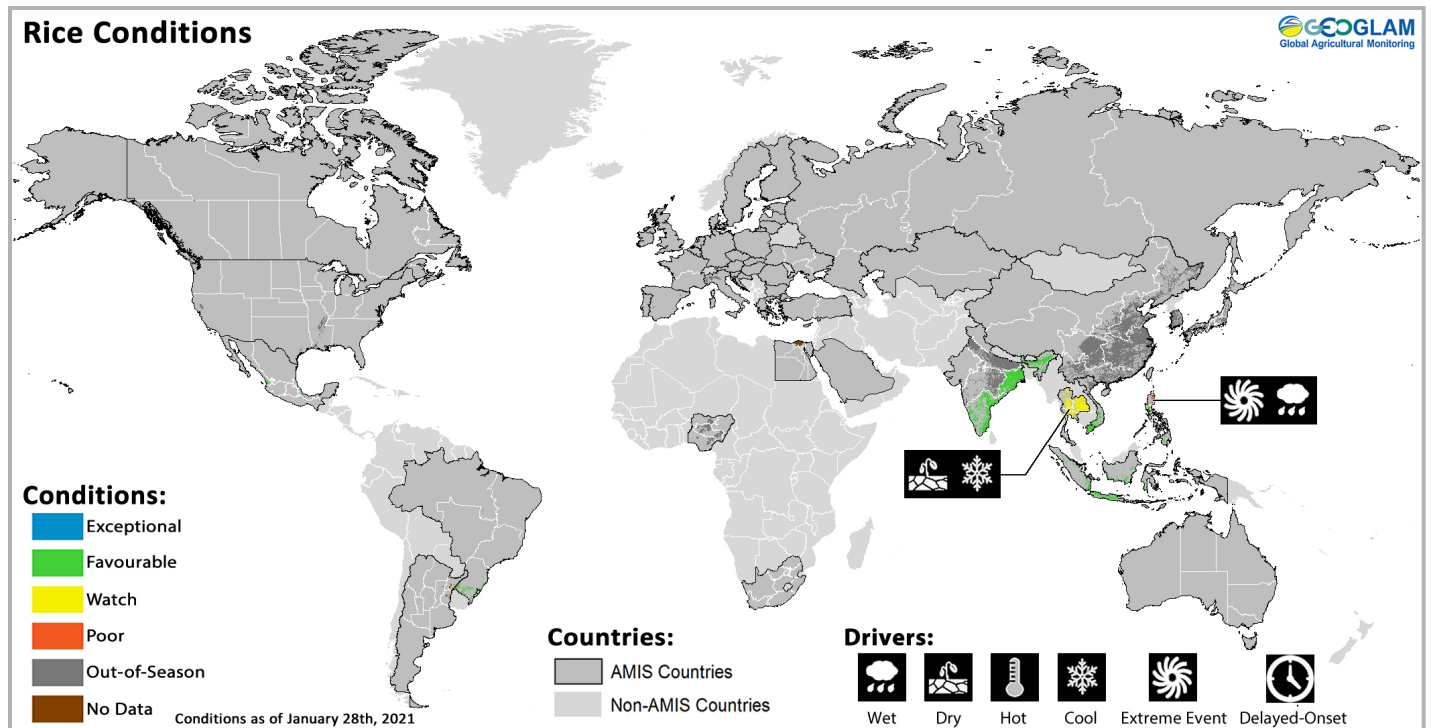 Rice Conditions
GEOGLAM
Global Agricultural Monitoring
Conditions:
Exceptional
Favourable
Watch
Poor
Out-of-Season
No Data
Conditions as of January 28th, 2021
Countries:
AMIS Countries
Non-AMIS Countries
Drivers:
Wet
Dry
Hot
Cool
Extreme Event
Delayed-Onset